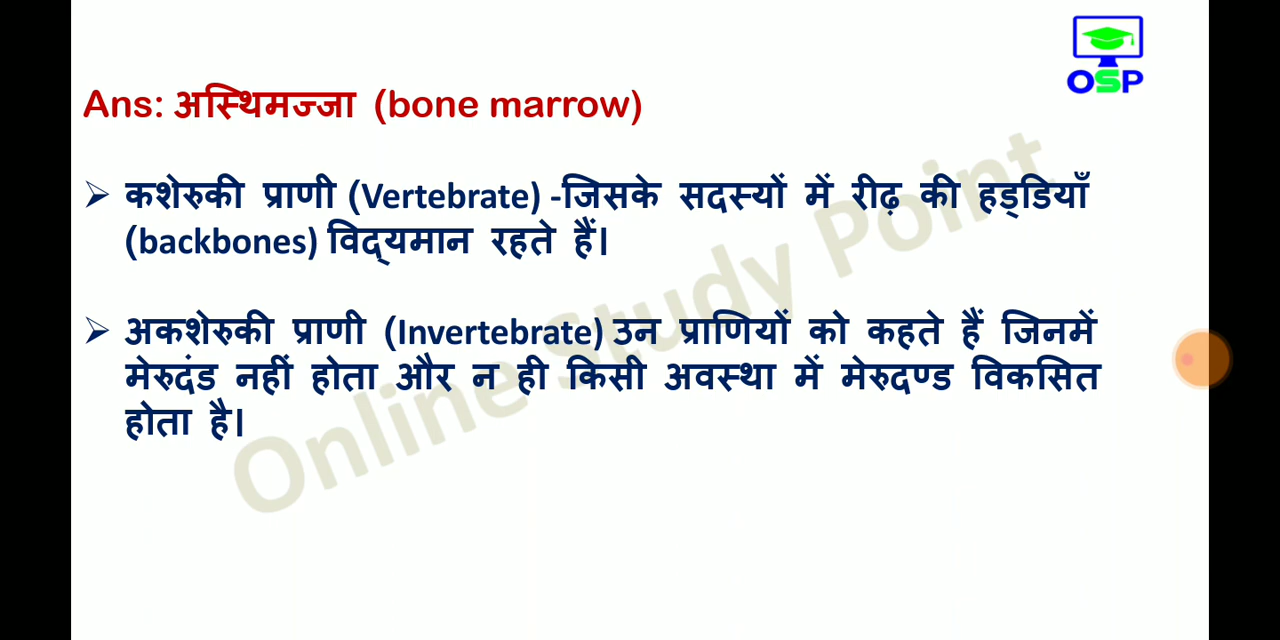 OSP
Ans: अस्थिमज्जा (bone marrow)
➢ कशेरुकी प्राणी (Vertebrate) -जिसके सदस्यों में रीढ़ की हड्डियाँ
(backbones) विद्यमान रहते हैं।
➢ अकशेरुकी प्राणी (Invertebrate) उन प्राणियों को कहते हैं जिनमें
मेरुदंड नहीं होता और न ही किसी अवस्था में मेरुदण्ड विकसित
होता है।
Online Study Point